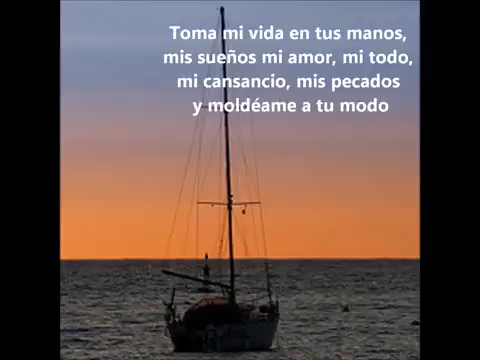 Toma mi vida en tus manos,
mis sueños mi amor, mi todo,
mi cansancio, mis pecados
y moldéame a tu modo